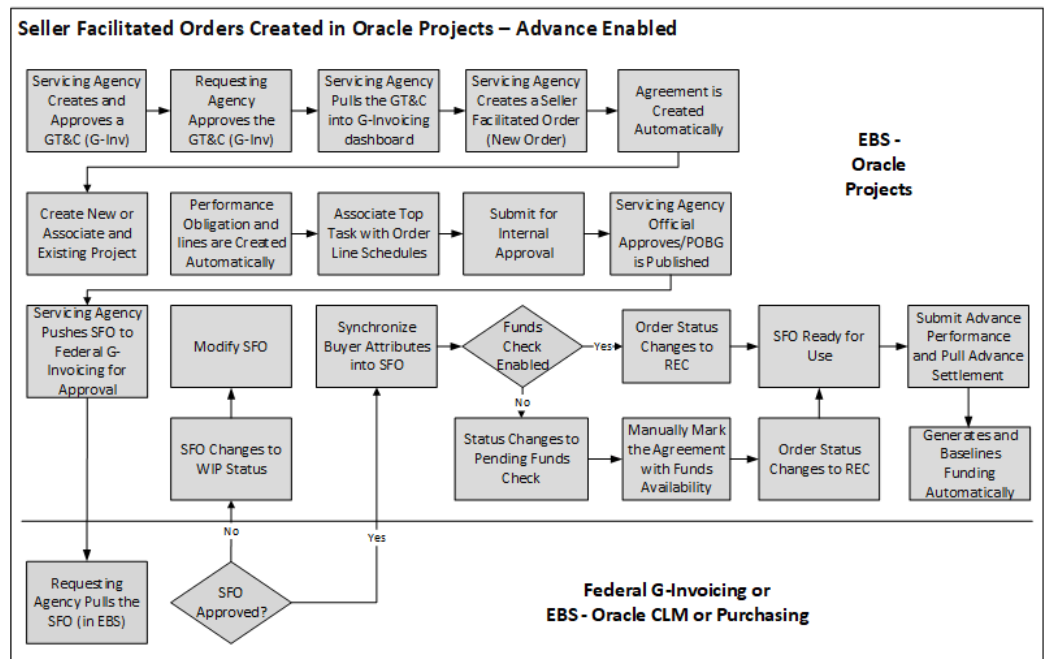 Seller Facilitated Orders Created in Oracle Projects – Advance Enabled
Servicing Agency
Creates and
Approves a
GT&C (G-Inv)
Requesting
Agency
Approves the
GT&C (G-Inv)
Servicing Agency
Pulls the GT&C
into G-Invoicing
dashboard
Servicing Agency
Creates a Seller
Facilitated Order
(New Order)
Agreement is
Created
Automatically
EBS -
Oracle
Projects
Create New or
Associate and
Existing Project
Performance
Obligation and
lines are Created
Automatically
Associate Top
Task with Order
Line Schedules
Submit for
Internal
Approval
Servicing Agency
Official
Approves/POBG
is Published
Servicing Agency
Pushes SFO to
Federal G-
Invoicing for
Approval
Modify SFO
Synchronize
Buyer Attributes
into SFO
Funds
Check
Enabled
Yes
Order Status
Changes to
REC
SFO Ready for
Use
Submit Advance
Performance
and Pull Advance
Settlement
No
SFO Changes to
WIP Status
Status Changes to
Pending Funds
Check
Manually Mark
the Agreement
with Funds
Availability
Order Status
Changes to REC
Generates and
Baselines
Funding
Automatically
No
Yes
Requesting
Agency Pulls the
SFO (in EBS)
SFO
Approved?
Federal G-Invoicing or
EBS - Oracle CLM or Purchasing